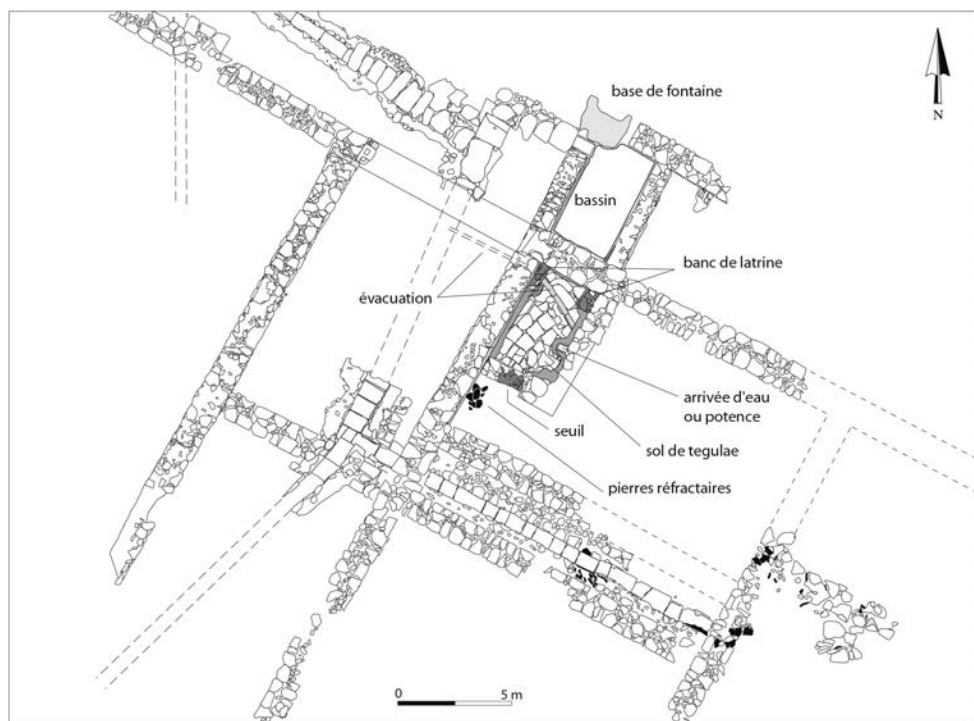 base de fontaine
N
bassin
banc de latrine
évacuation
arrivée d'eau
ou potence
seuil
sol de tegulae
pierres réfractaires
0 5 m